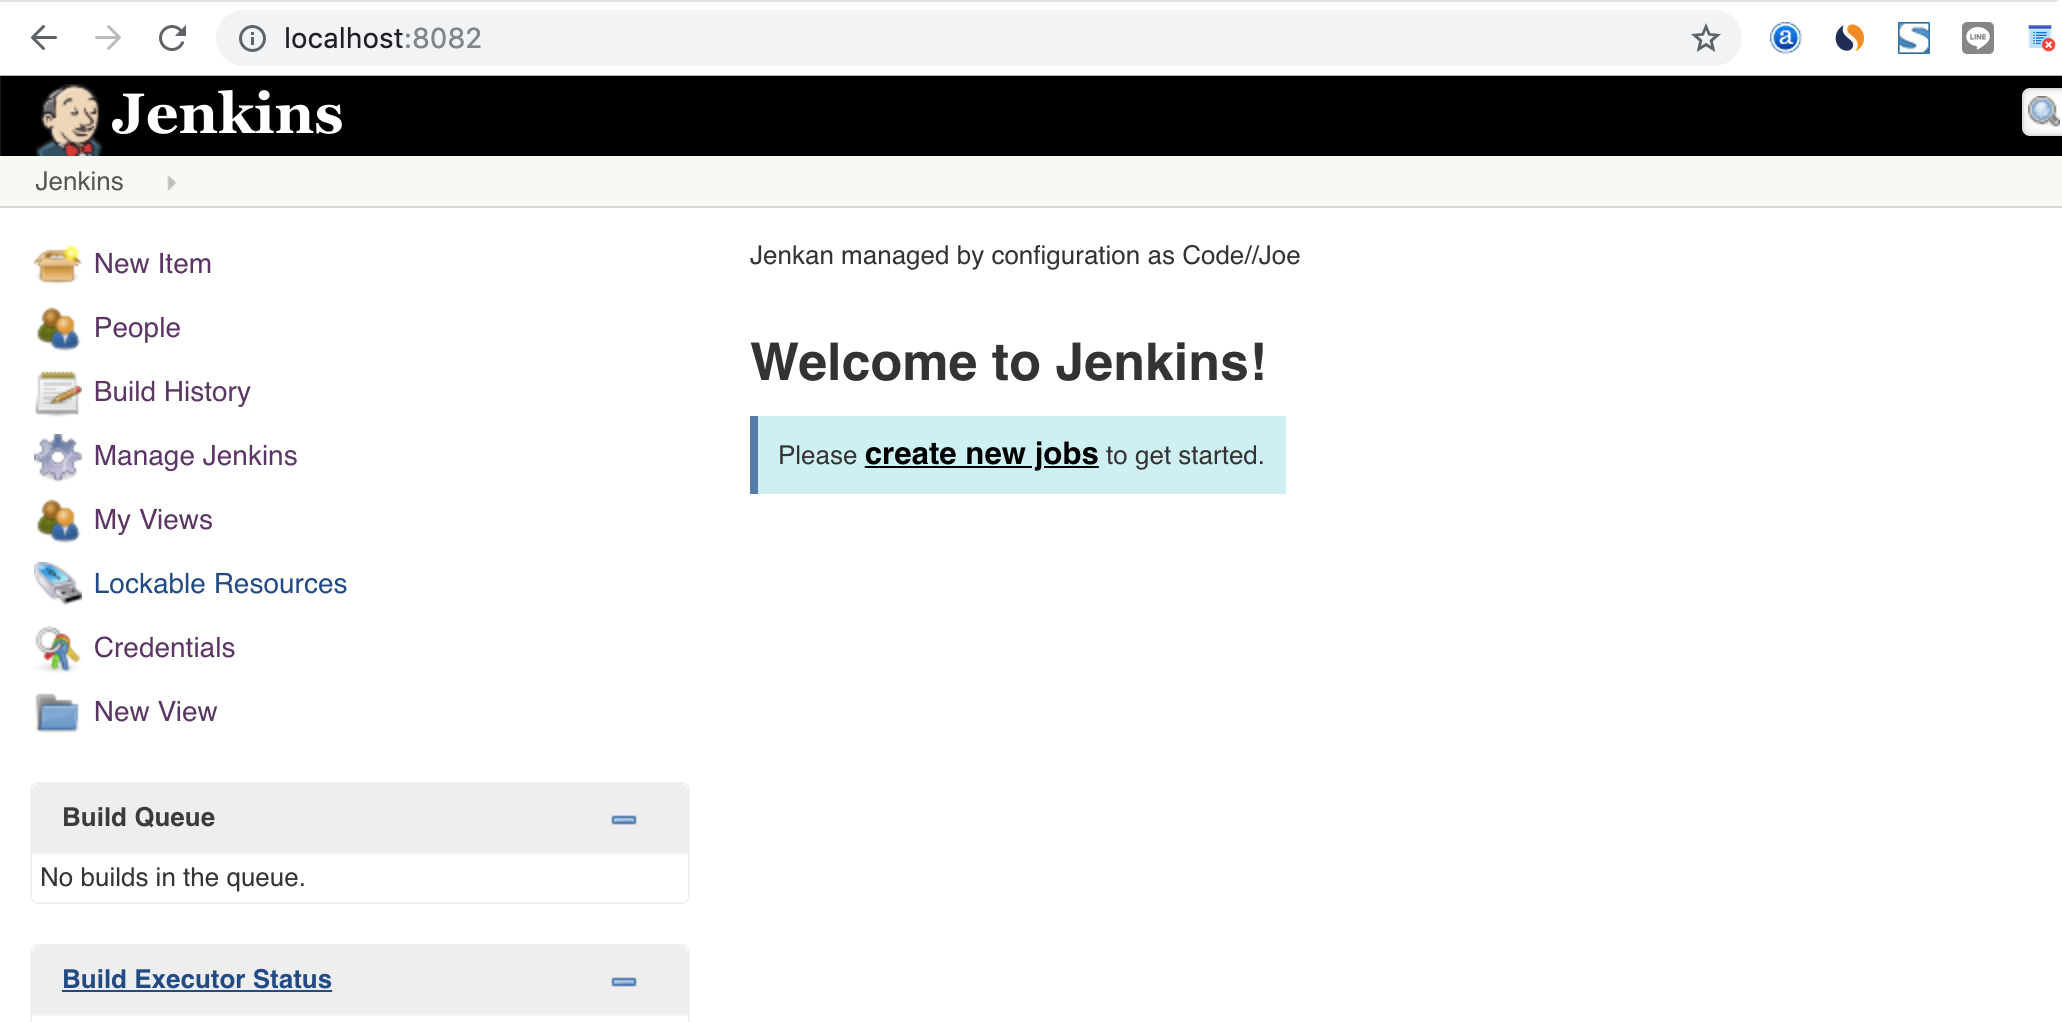 localhost:8082
a
LINE
Jenkins
Jenkins
New Item
People
Build History
Manage Jenkins
My Views
Lockable Resources
Credentials
New View
Build Queue
No builds in the queue.
Build Executor Status
Jenkan managed by configuration as Code//Joe
Welcome to Jenkins!
Please create new jobs to get started.